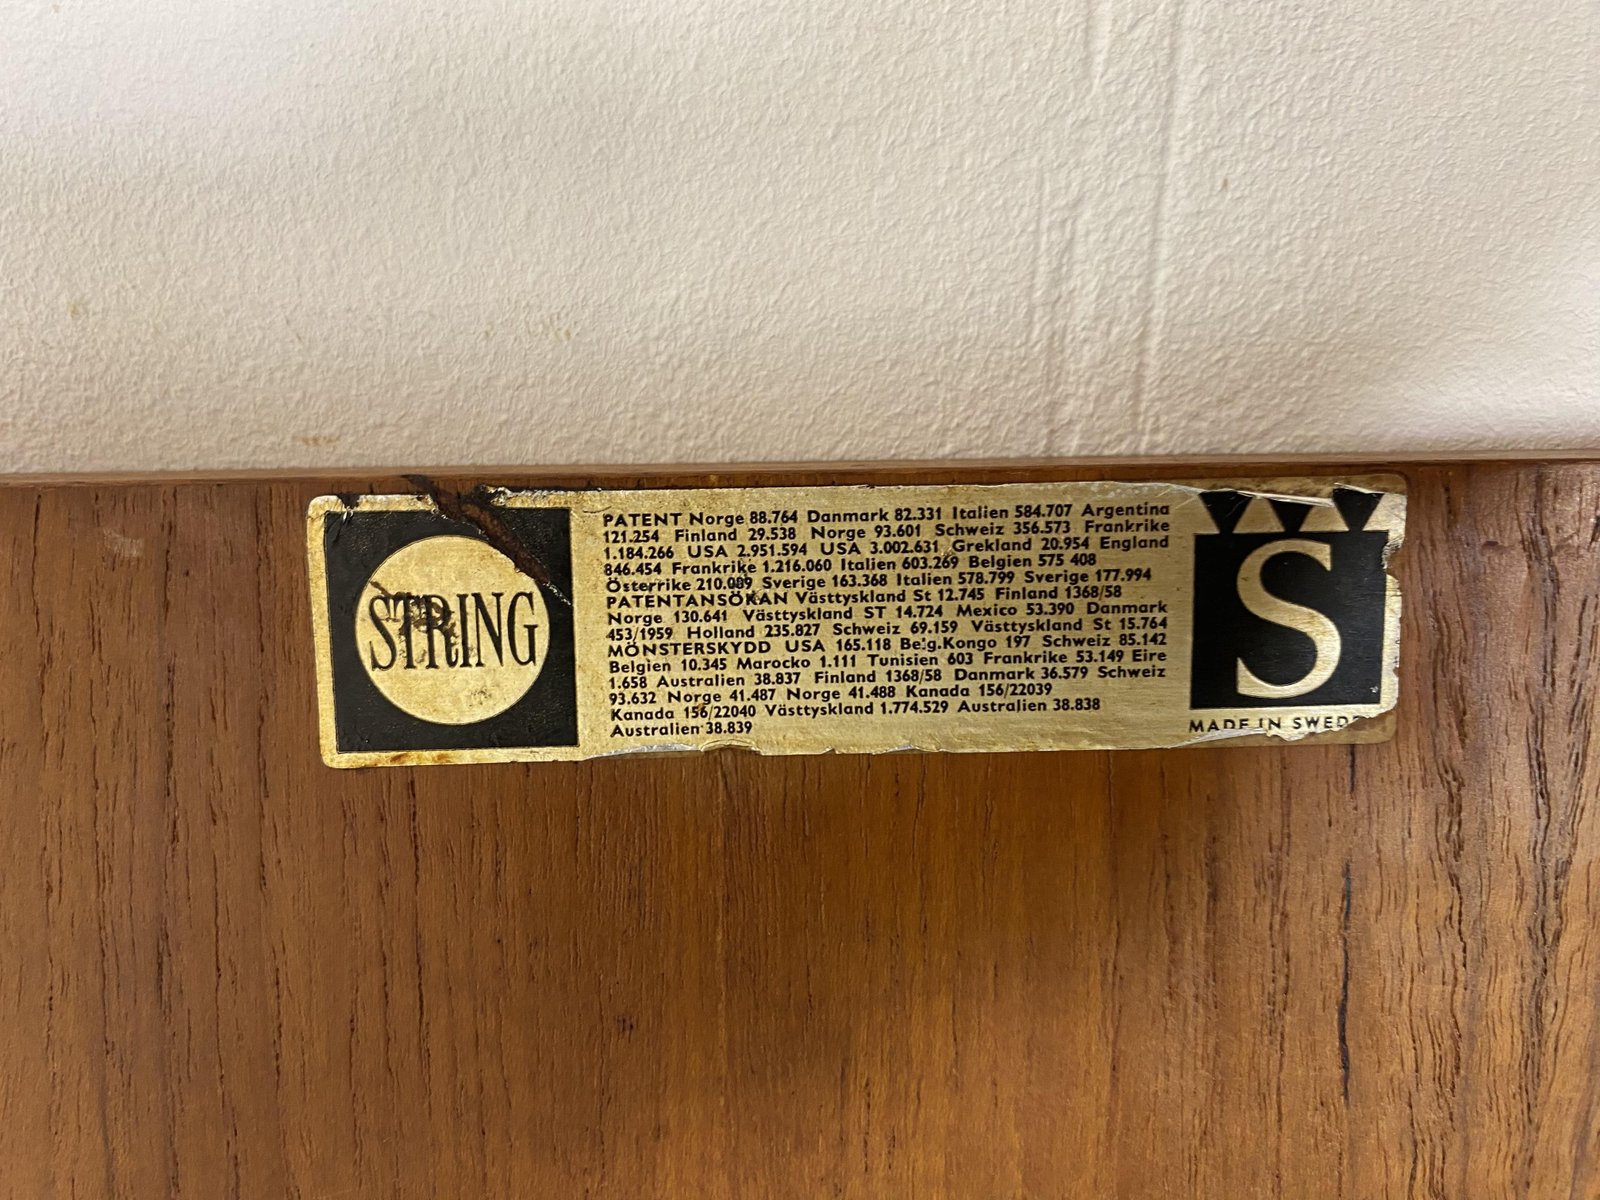 STRING
PATENT Norge 88.764 Danmark 82.331 Italien 584.707 Argentina
121.254 Finland 29.538 Norge 93.601 Schweiz 356.573 Frankrike
1.184.266 USA 2.951.594 USA 3.002.631 Grekland 20.954 England
846.454 Frankrike 1.216.060 Italien 603.269 Belgien 575 408
Österrike 210.089 Sverige 163.368 Italien 578.799 Sverige 177.994
PATENTANSÖKAN Västtyskland St 12.745 Finland 1368/58
Norge 130.641 Västtyskland ST 14.724 Mexico 53.390 Danmark
453/1959 Holland 235.827 Schweiz 69.159 Västtyskland St 15.764
MÖNSTERSKYDD USA 165.118 Belg.Kongo 197 Schweiz 85.142
Belgien 10.345 Marocko 1.111 Tunisien 603 Frankrike 53.149 Eire
1.658 Australien 38.837 Finland 1368/58 Danmark 36.579 Schweiz
93.632 Norge 41.487 Norge 41.488 Kanada 156/22039
Kanada 156/22040 Västtyskland 1.774.529 Australien 38.838
Australien 38.839
S
MADE IN SWED